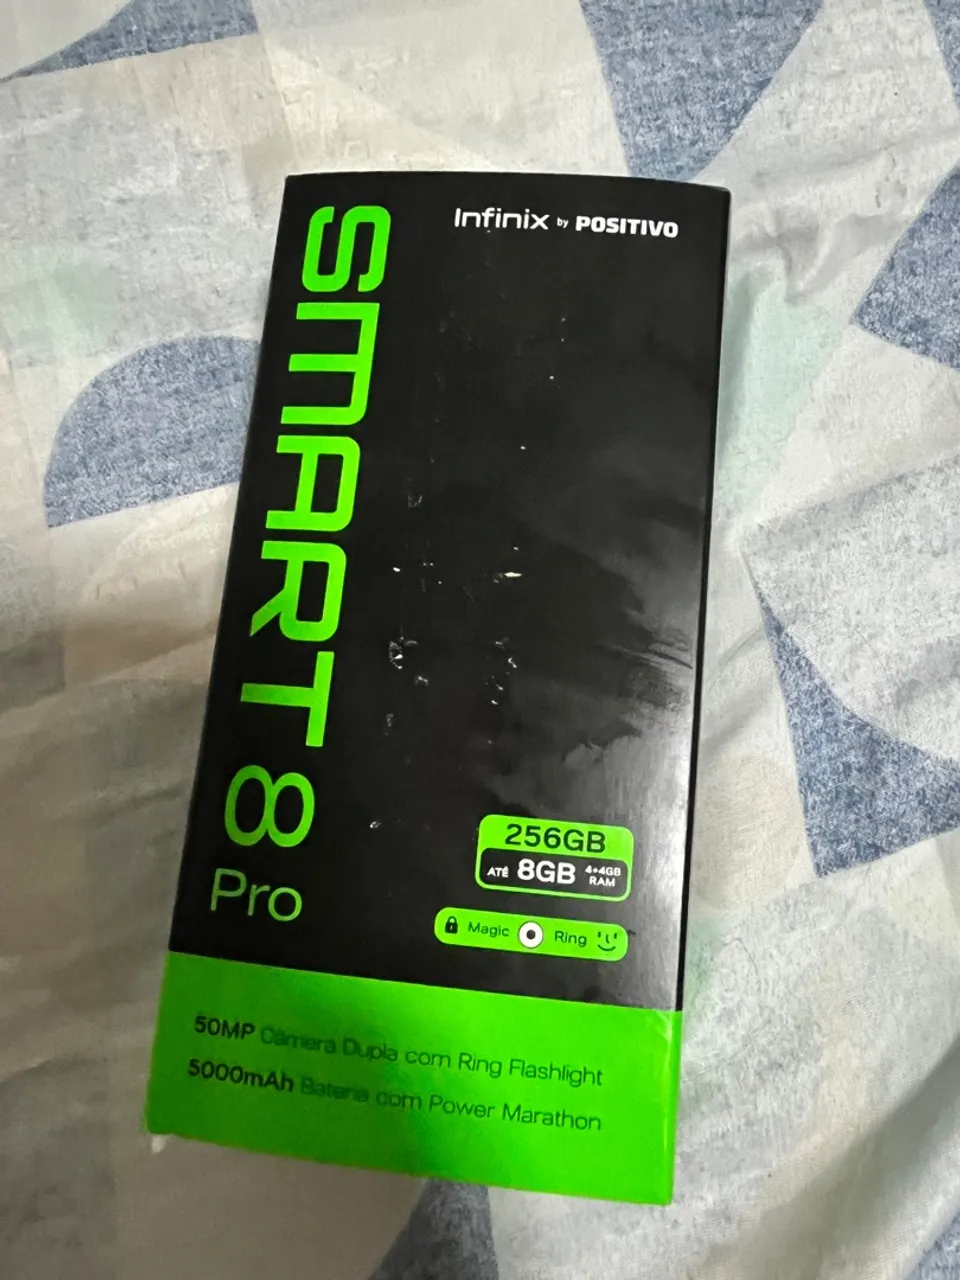 Infinix by POSITIVO
SMART 8
Pro
256GB
ATÉ 8GB 4+4GB RAM
Magic Ring
50MP Câmera Dupla com Ring Flashlight
5000mAh Bateria com Power Marathon